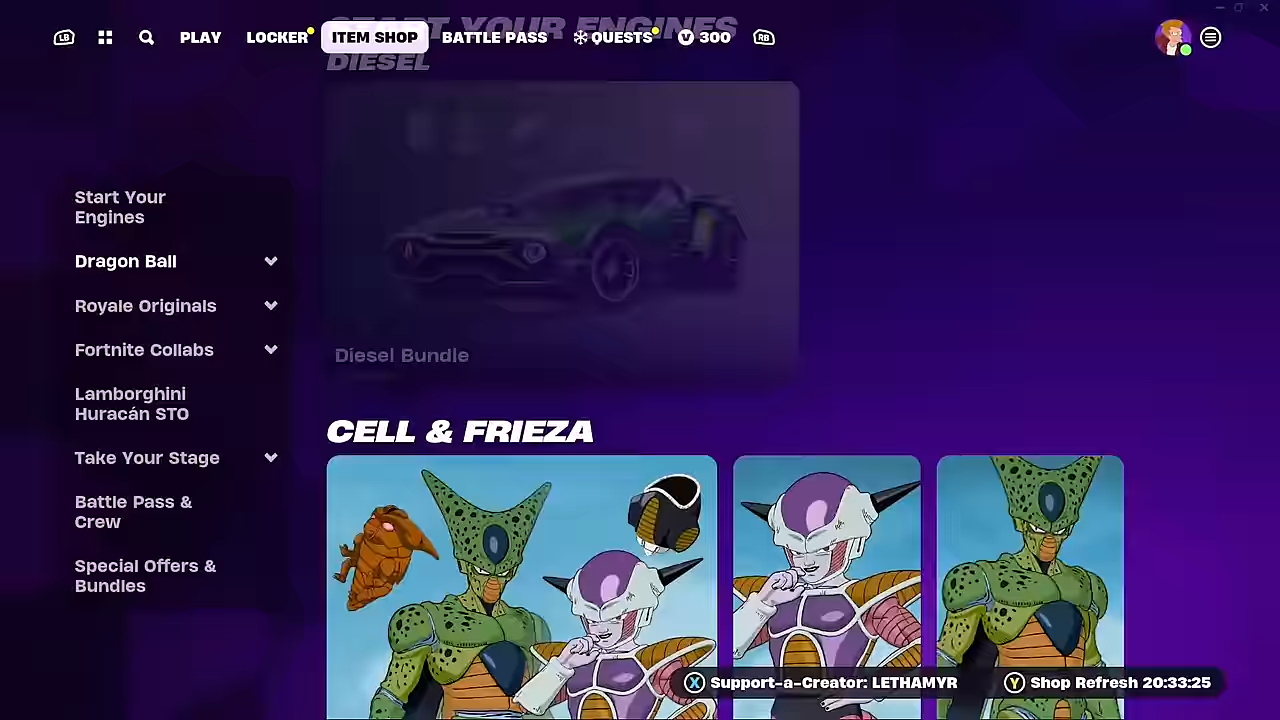 START YOUR ENGINES
LB PLAY LOCKER ITEM SHOP BATTLE PASS QUESTS V 300 RB
DIESEL
Start Your
Engines
Dragon Ball
Royale Originals
Fortnite Collabs
Lamborghini
Huracán STO
Take Your Stage
Battle Pass &
Crew
Special Offers &
Bundles
Diesel Bundle
CELL & FRIEZA
X Support-a-Creator: LETHAMYR
Y Shop Refresh 20:33:25